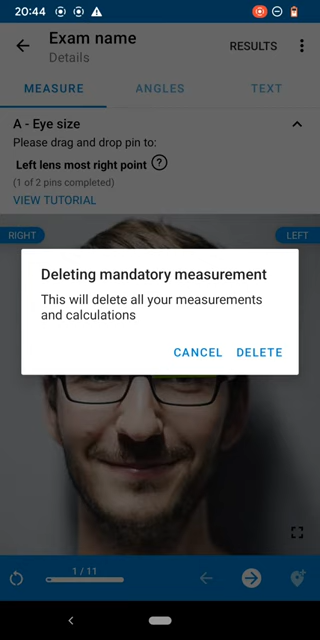 20:44
Exam name
Details
RESULTS
MEASURE
ANGLES
TEXT
A - Eye size
Please drag and drop pin to:
Left lens most right point ?
(1 of 2 pins completed)
VIEW TUTORIAL
RIGHT
LEFT
Deleting mandatory measurement
This will delete all your measurements
and calculations
CANCEL
DELETE
1 / 11